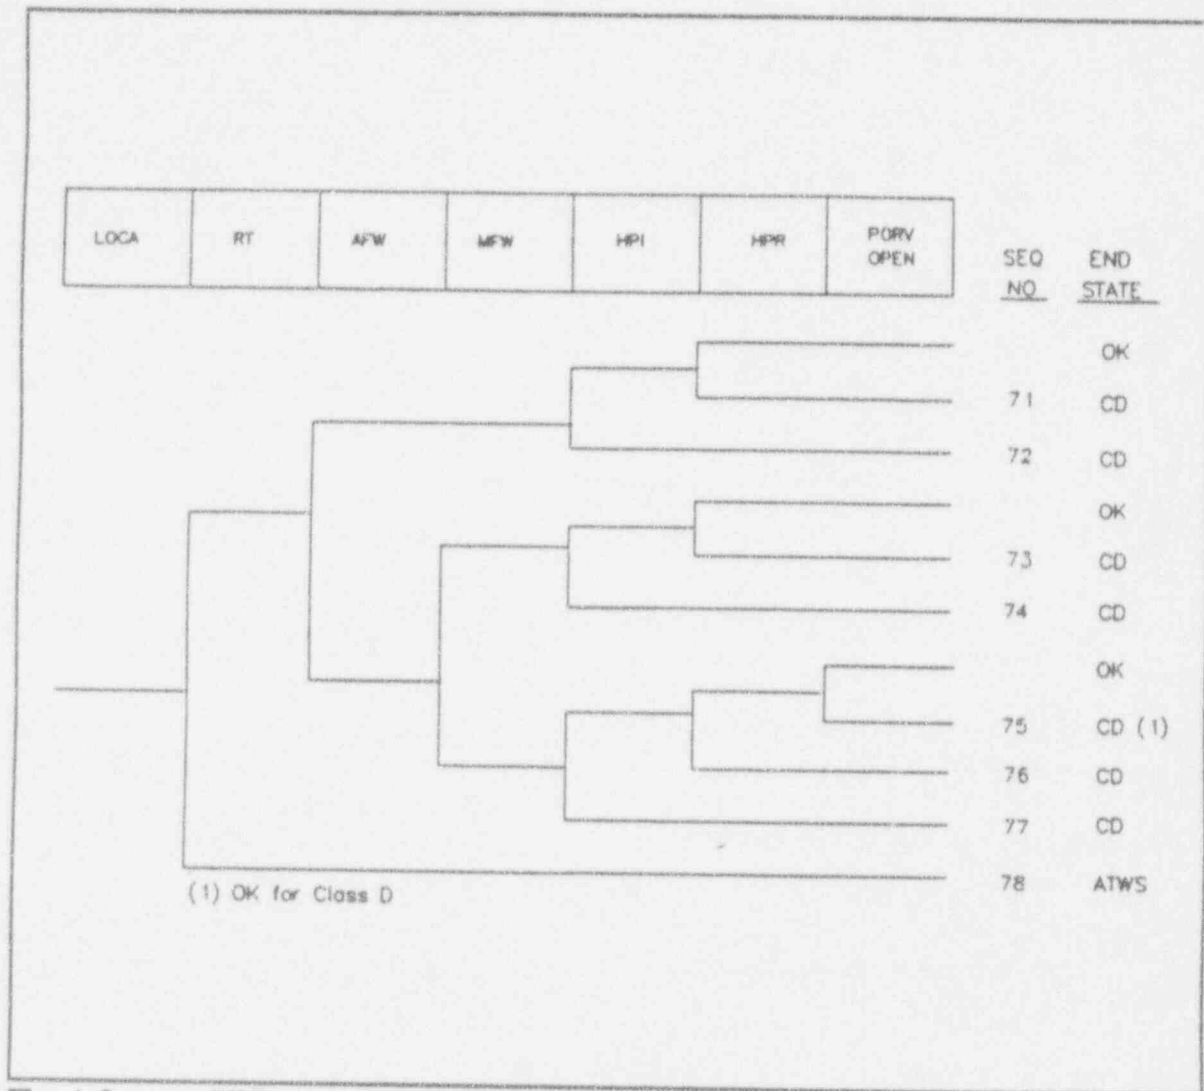 LOCA RT AFW MFW HPI HPR PORV OPEN SEQ NO END STATE
OK
71 CD
72 CD
OK
73 CD
74 CD
OK
75 CD (1)
76 CD
77 CD
78 ATWS
(1) OK for Class D